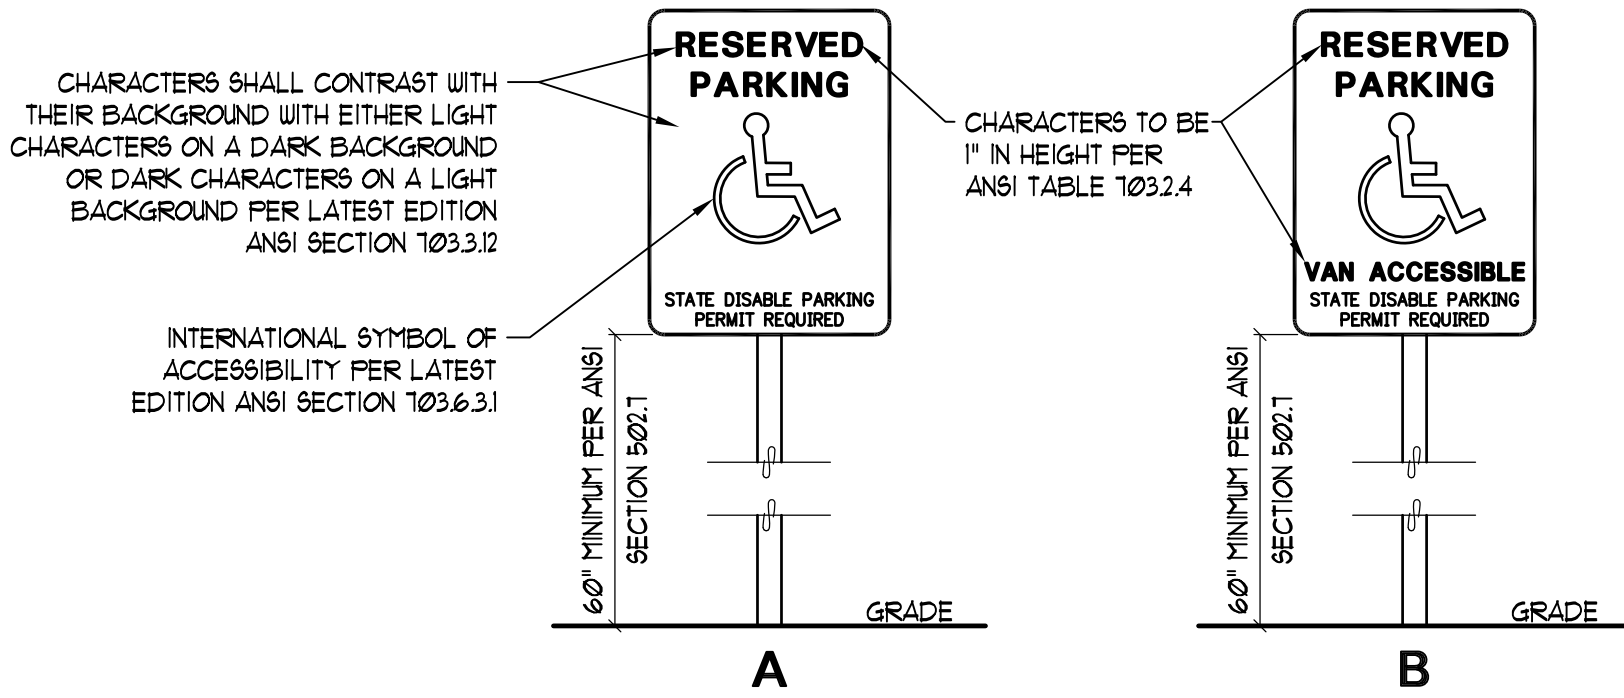 CHARACTERS SHALL CONTRAST WITH
THEIR BACKGROUND WITH EITHER LIGHT
CHARACTERS ON A DARK BACKGROUND
OR DARK CHARACTERS ON A LIGHT
BACKGROUND PER LATEST EDITION
ANSI SECTION 703.3.12
INTERNATIONAL SYMBOL OF
ACCESSIBILITY PER LATEST
EDITION ANSI SECTION 703.6.3.1
RESERVED
PARKING
STATE DISABLE PARKING
PERMIT REQUIRED
60" MINIMUM PER ANSI
SECTION 502.7
GRADE
A
CHARACTERS TO BE
1" IN HEIGHT PER
ANSI TABLE 703.2.4
RESERVED
PARKING
VAN ACCESSIBLE
STATE DISABLE PARKING
PERMIT REQUIRED
60" MINIMUM PER ANSI
SECTION 502.7
GRADE
B